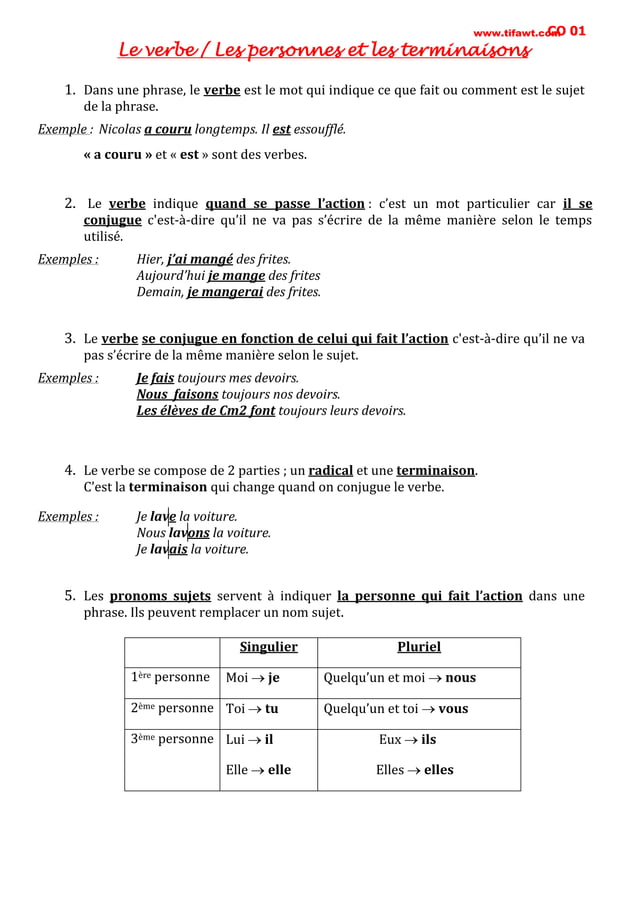 www.tifawt.com
CO 01
Le verbe / Les personnes et les terminaisons
1. Dans une phrase, le verbe est le mot qui indique ce que fait ou comment est le sujet
de la phrase.
Exemple : Nicolas a couru longtemps. Il est essoufflé.
« a couru » et « est » sont des verbes.
2. Le verbe indique quand se passe l’action : c’est un mot particulier car il se
conjugue c'est-à-dire qu’il ne va pas s’écrire de la même manière selon le temps
utilisé.
Exemples : Hier, j’ai mangé des frites.
Aujourd’hui je mange des frites
Demain, je mangerai des frites.
3. Le verbe se conjugue en fonction de celui qui fait l’action c'est-à-dire qu’il ne va
pas s’écrire de la même manière selon le sujet.
Exemples : Je fais toujours mes devoirs.
Nous faisons toujours nos devoirs.
Les élèves de Cm2 font toujours leurs devoirs.
4. Le verbe se compose de 2 parties ; un radical et une terminaison.
C’est la terminaison qui change quand on conjugue le verbe.
Exemples : Je lave la voiture.
Nous lavons la voiture.
Je lavais la voiture.
5. Les pronoms sujets servent à indiquer la personne qui fait l’action dans une
phrase. Ils peuvent remplacer un nom sujet.
Singulier Pluriel
1ère personne Moi → je Quelqu’un et moi → nous
2ème personne Toi → tu Quelqu’un et toi → vous
3ème personne Lui → il Eux → ils
Elle → elle Elles → elles